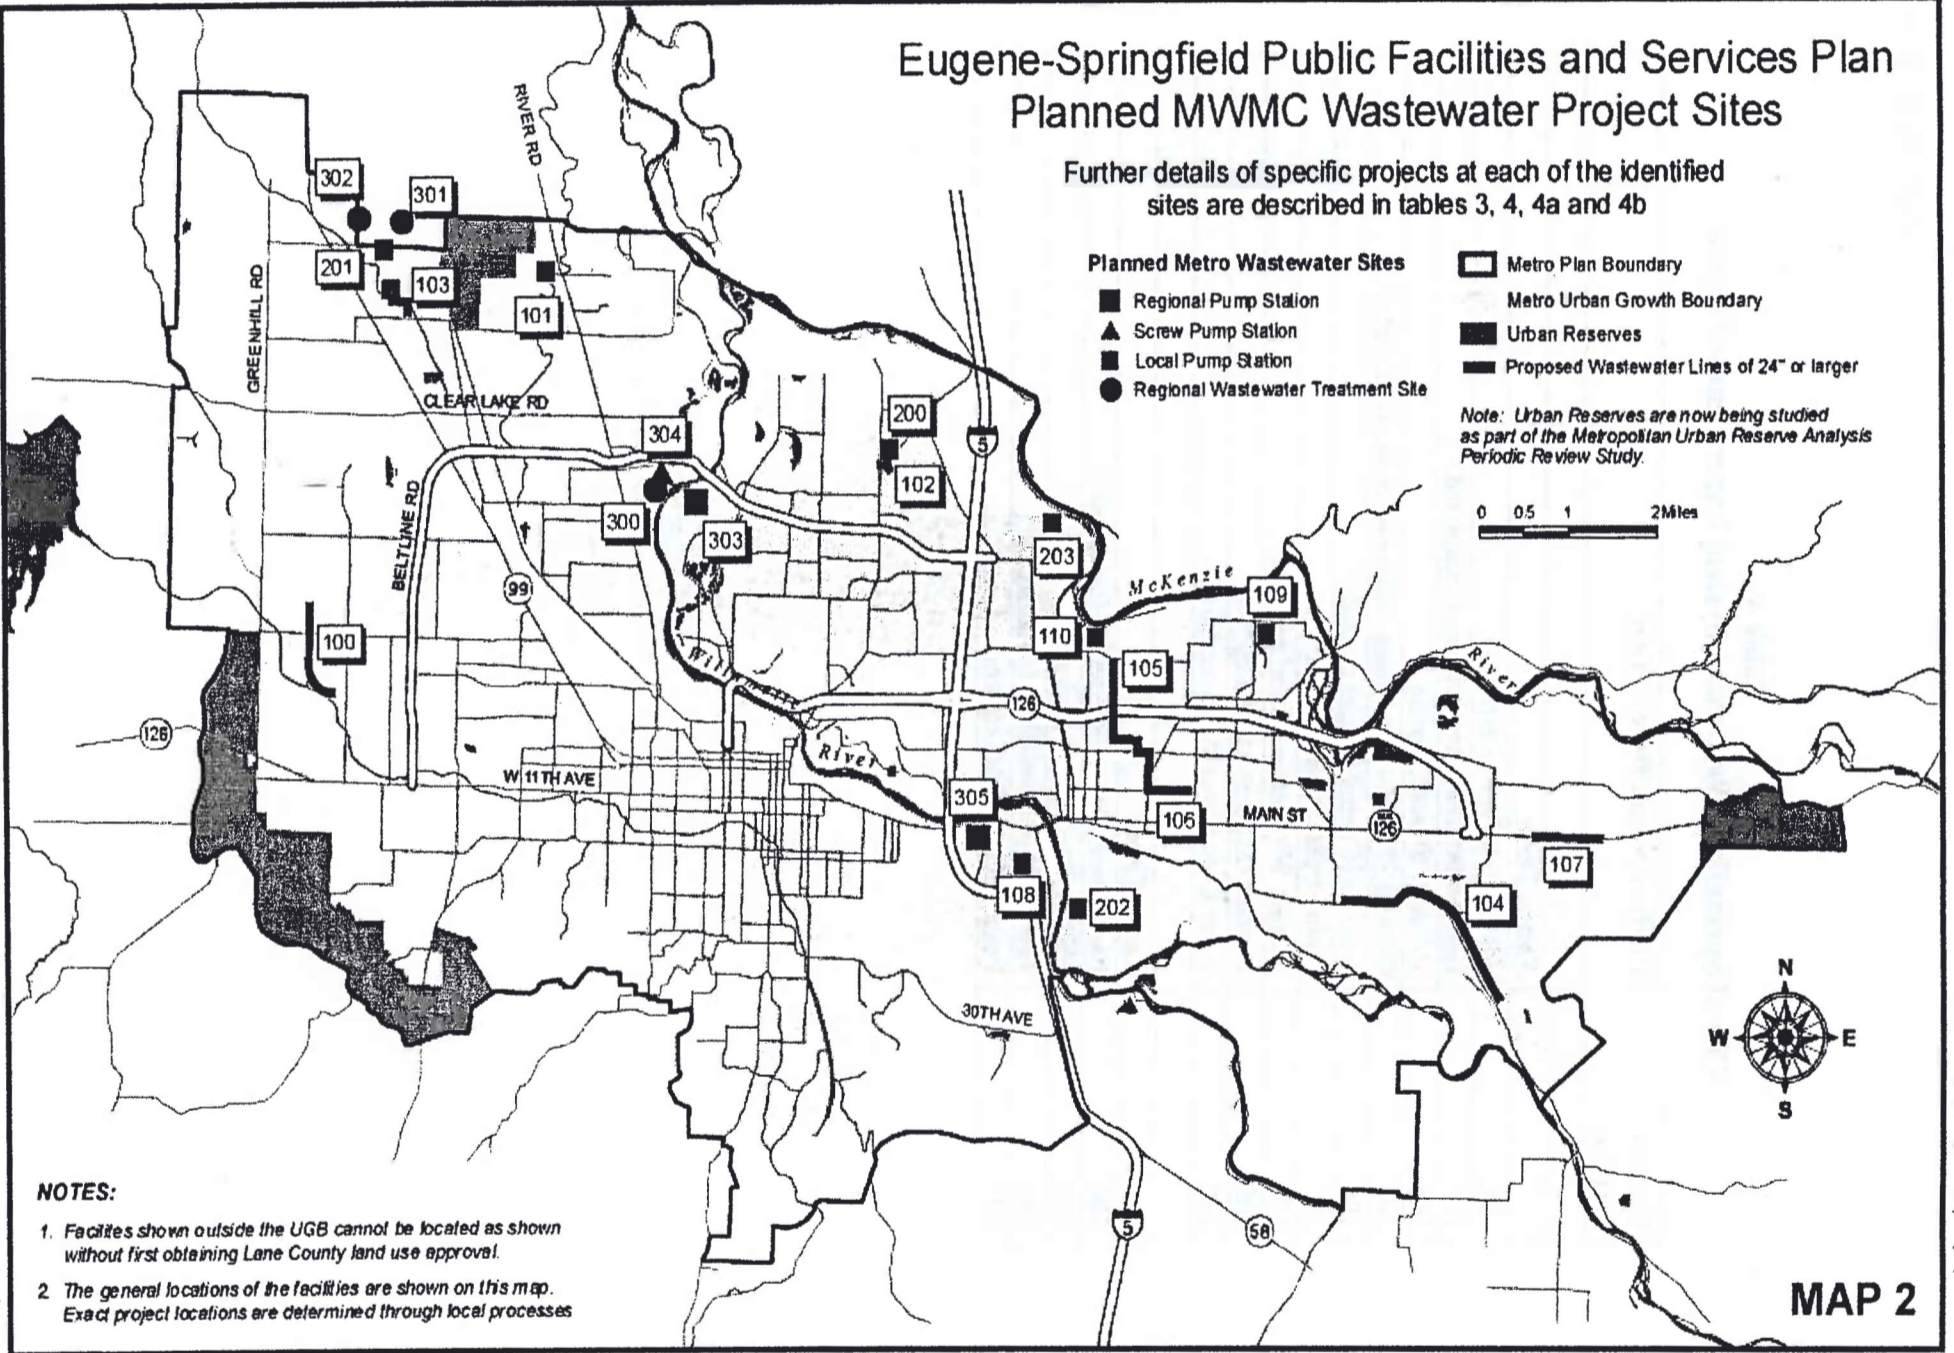 Eugene-Springfield Public Facilities and Services Plan
Planned MWMC Wastewater Project Sites
Further details of specific projects at each of the identified
sites are described in tables 3, 4, 4a and 4b
Planned Metro Wastewater Sites
Regional Pump Station
Screw Pump Station
Local Pump Station
Regional Wastewater Treatment Site
Metro Plan Boundary
Metro Urban Growth Boundary
Urban Reserves
Proposed Wastewater Lines of 24" or larger
Note: Urban Reserves are now being studied
as part of the Metropolitan Urban Reserve Analysis
Periodic Review Study.
0 0.5 1 2 Miles
RIVER RD
302
301
201
103
101
GREENHILL RD
CLEAR LAKE RD
304
200
5
102
BELTLINE RD
300
303
203
99
McKenzie
109
100
110
105
Willamette
River
126
126
River
W 11TH AVE
305
106
MAIN ST
126
107
108
202
104
30TH AVE
N
W
E
S
5
58
NOTES:
1. Facilites shown outside the UGB cannot be located as shown
without first obtaining Lane County land use approval.
2 The general locations of the facilities are shown on this map.
Exact project locations are determined through local processes
MAP 2